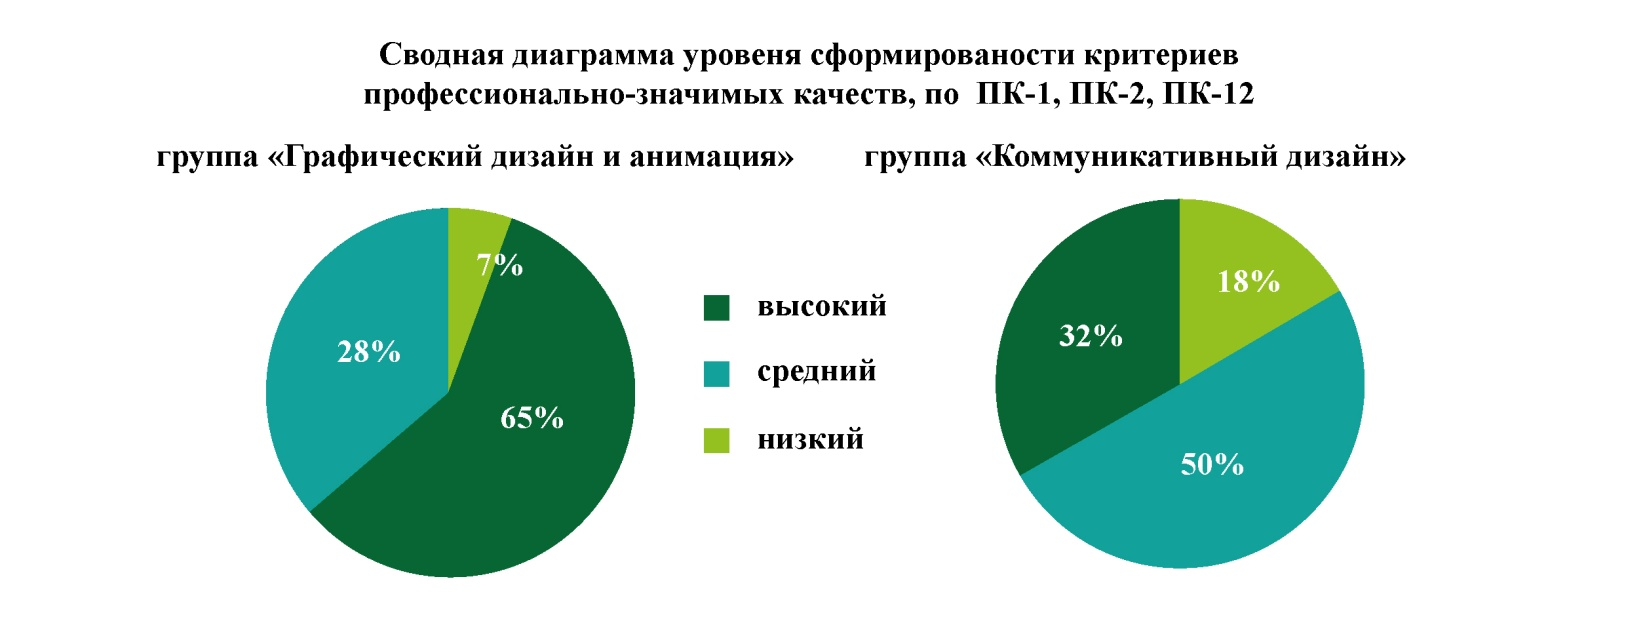 Сводная диаграмма уровеня сформированости критериев
профессионально-значимых качеств, по ПК-1, ПК-2, ПК-12
группа «Графический дизайн и анимация»
группа «Коммуникативный дизайн»
7%
28%
65%
высокий
средний
низкий
18%
32%
50%